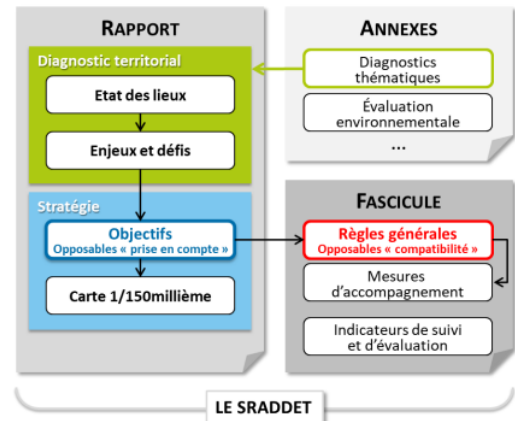 RAPPORT
Diagnostic territorial
Etat des lieux
Enjeux et défis
Stratégie
Objectifs
Opposables « prise en compte »
Carte 1/150millième
ANNEXES
Diagnostics
thématiques
Évaluation
environnementale
...
FASCICULE
Règles générales
Opposables « compatibilité »
Mesures
d'accompagnement
Indicateurs de suivi
et d'évaluation
LE SRADDET